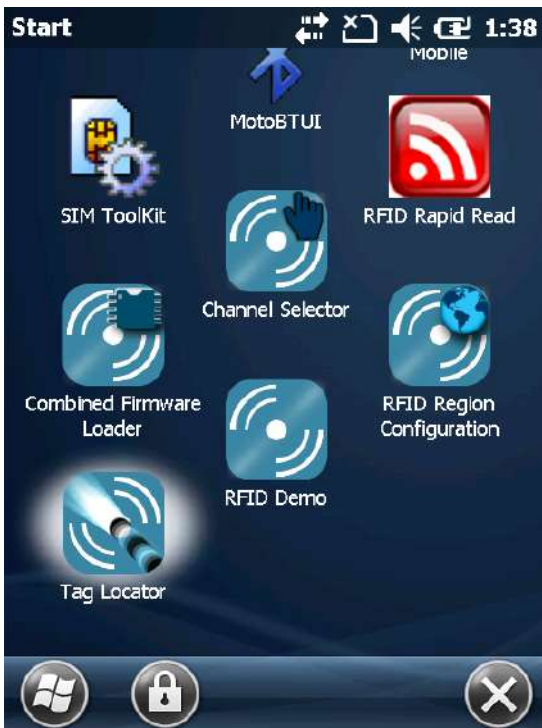 Start
1:38
Mobile
MotoBTUI
SIM ToolKit
RFID Rapid Read
Channel Selector
Combined Firmware
Loader
RFID Region
Configuration
RFID Demo
Tag Locator